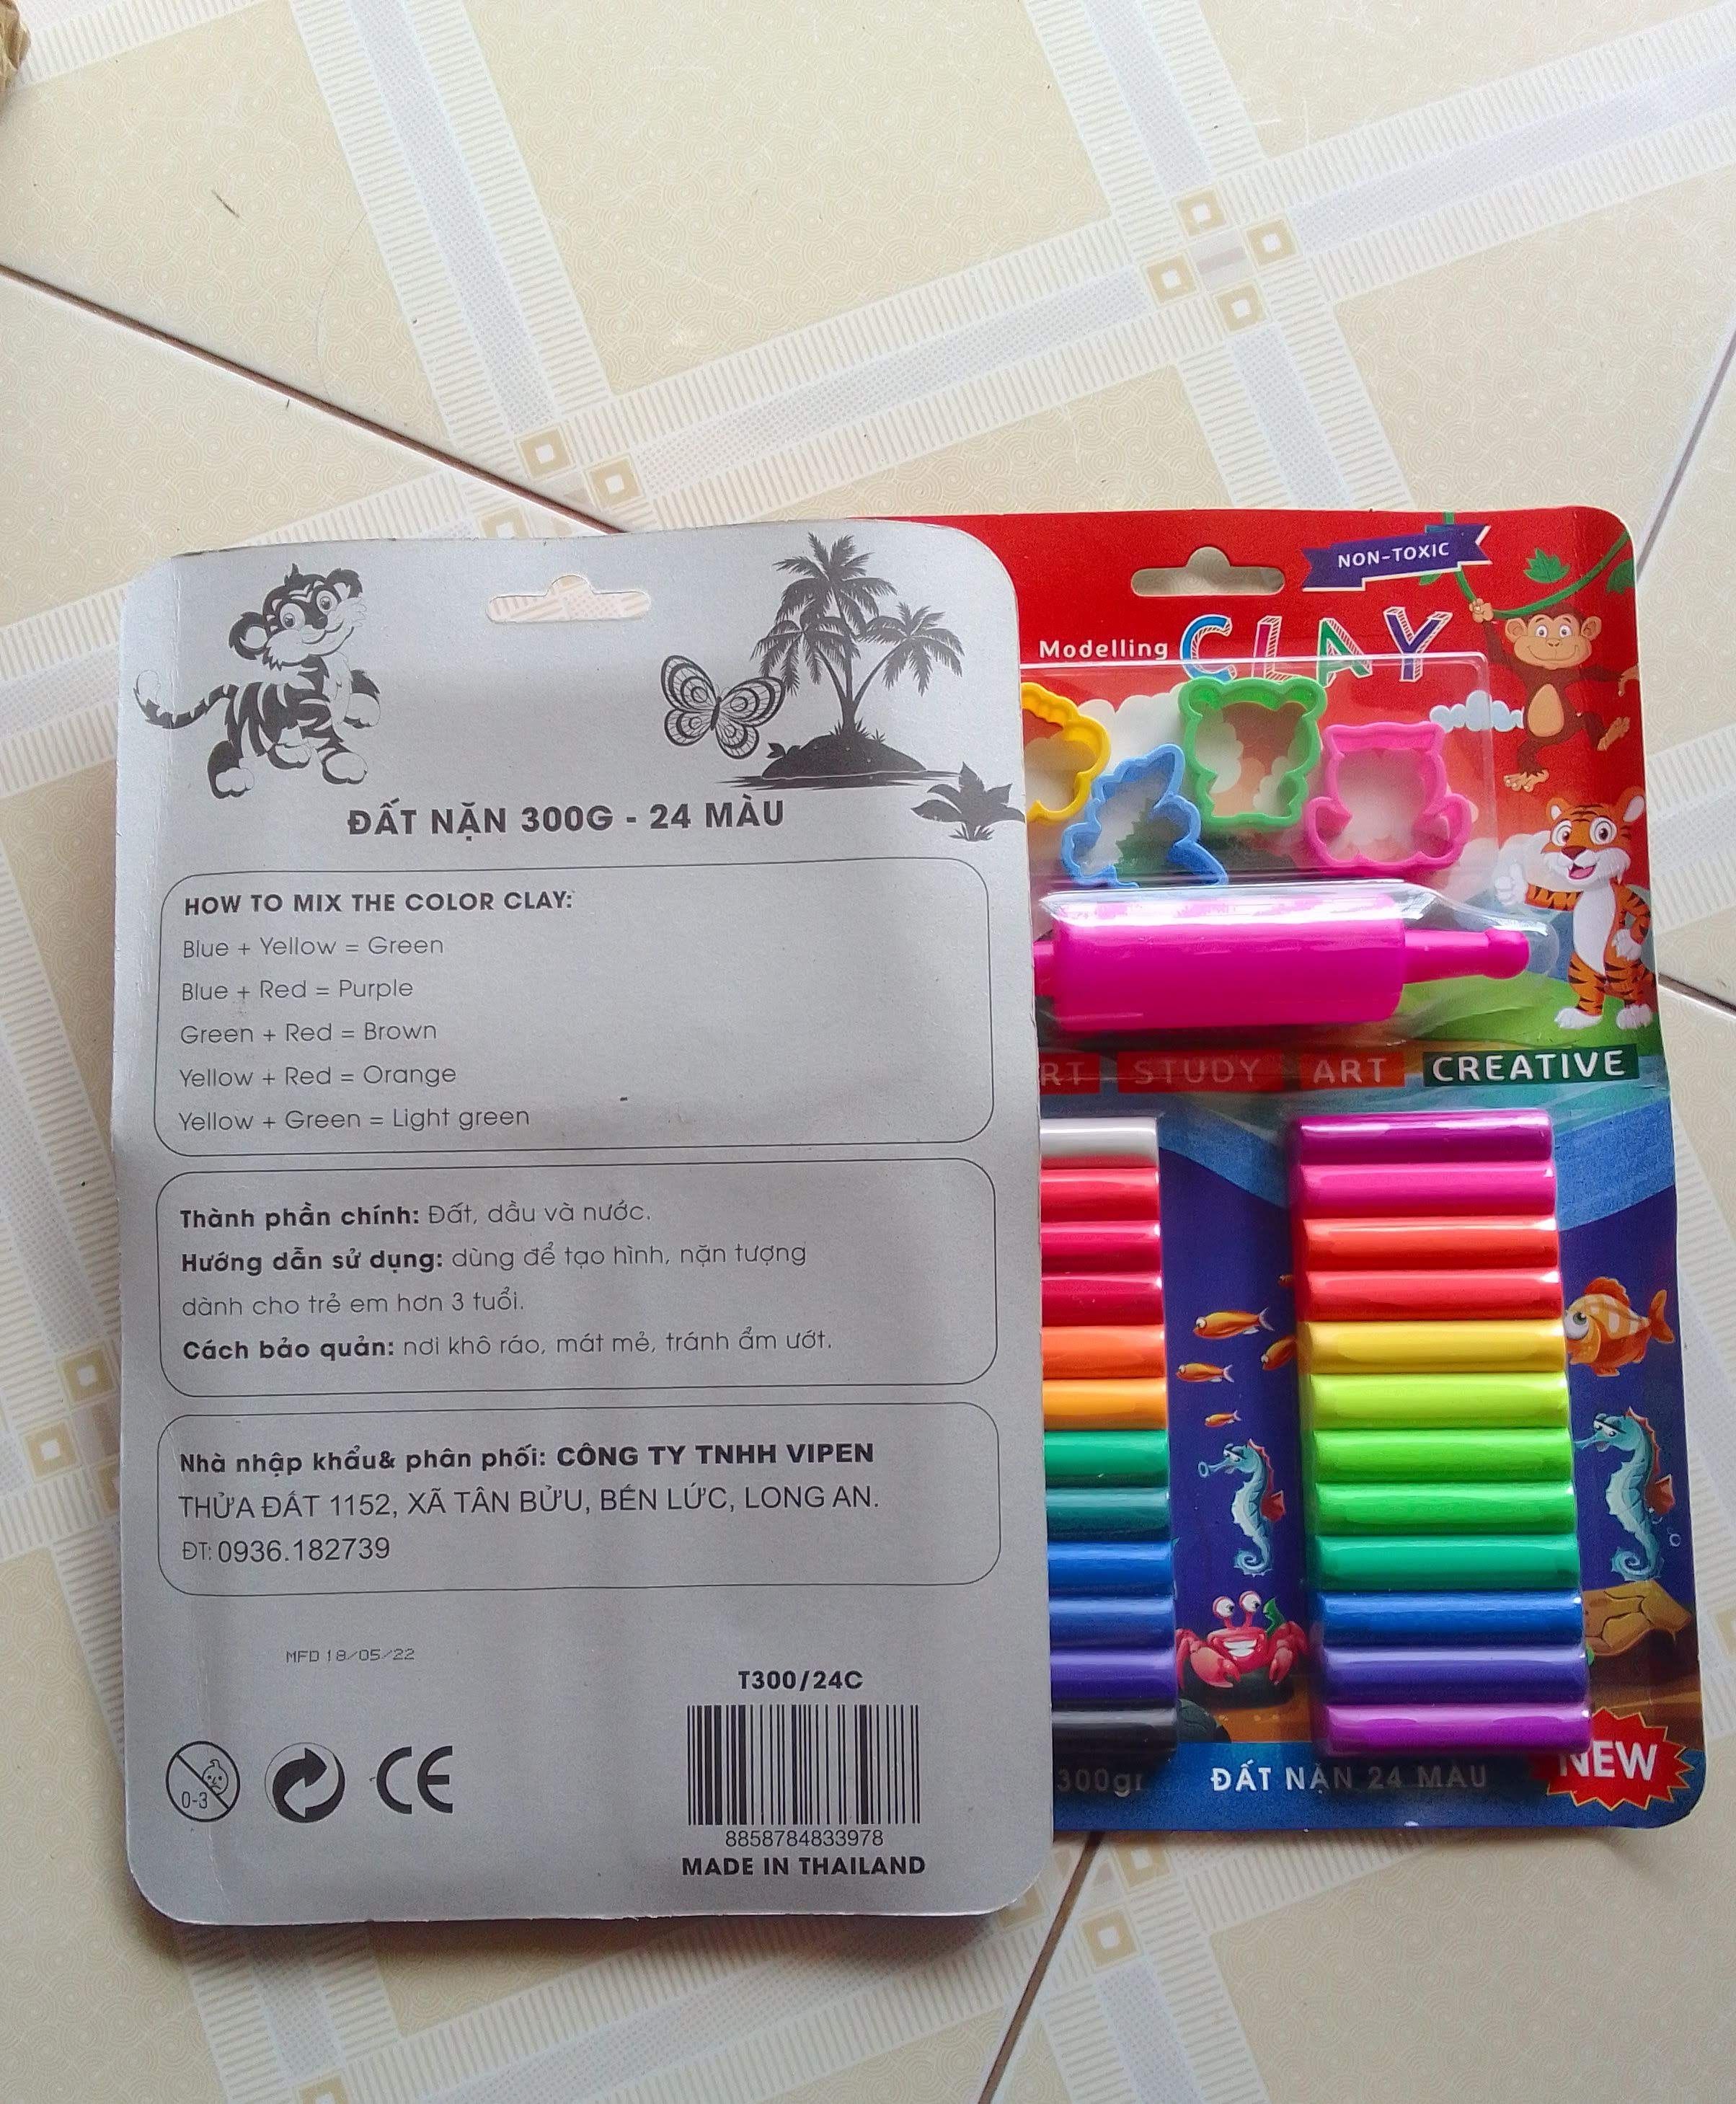 ĐẤT NẶN 300G - 24 MÀU
HOW TO MIX THE COLOR CLAY:
Blue + Yellow = Green
Blue + Red = Purple
Green + Red = Brown
Yellow + Red = Orange
Yellow + Green = Light green
Thành phần chính: Đất, dầu và nước.
Hướng dẫn sử dụng: dùng để tạo hình, nặn tượng
dành cho trẻ em hơn 3 tuổi.
Cách bảo quản: nơi khô ráo, mát mẻ, tránh ẩm ướt.
Nhà nhập khẩu& phân phối: CÔNG TY TNHH VIPEN
THỬA ĐẤT 1152, XÃ TÂN BỬU, BẾN LỨC, LONG AN.
ĐT: 0936.182739
MFD 18/05/22
T300/24C
0-3
CE
8858784833978
MADE IN THAILAND
NON-TOXIC
Modelling CLAY
STUDY ART CREATIVE
300gr ĐẤT NẶN 24 MÀU
NEW